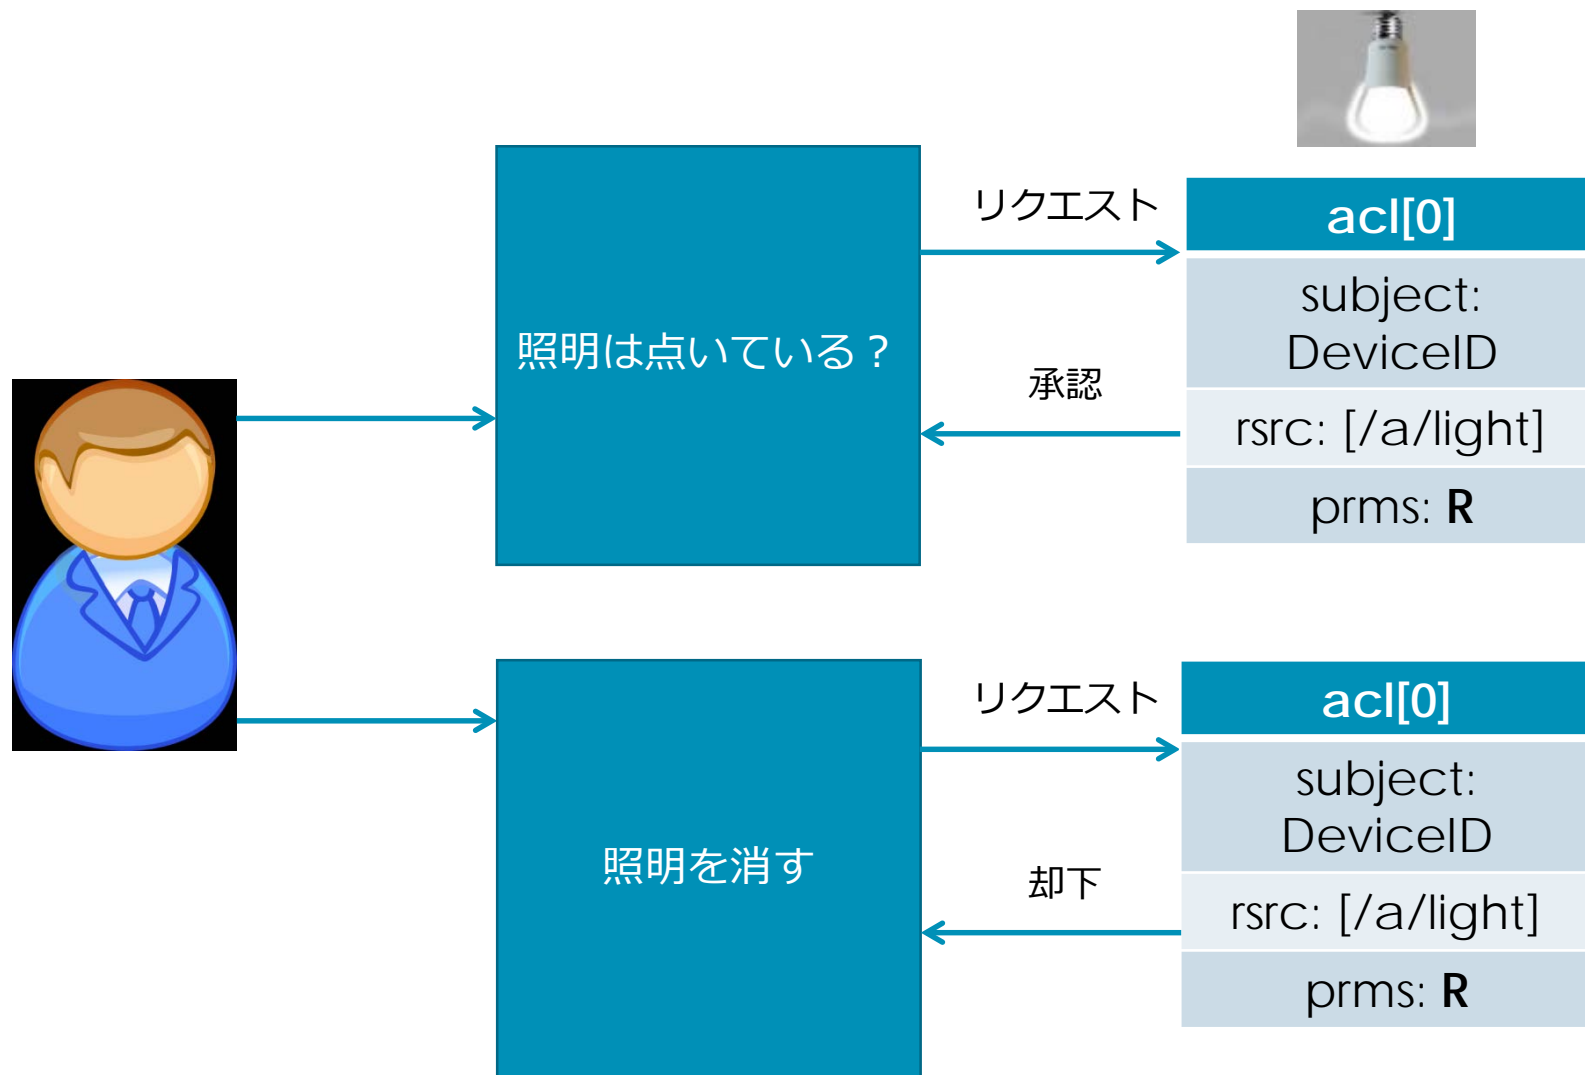 照明は点いている？
リクエスト
承認
acl[0]
subject:
DeviceID
rsrc: [/a/light]
prms: R
照明を消す
リクエスト
却下
acl[0]
subject:
DeviceID
rsrc: [/a/light]
prms: R